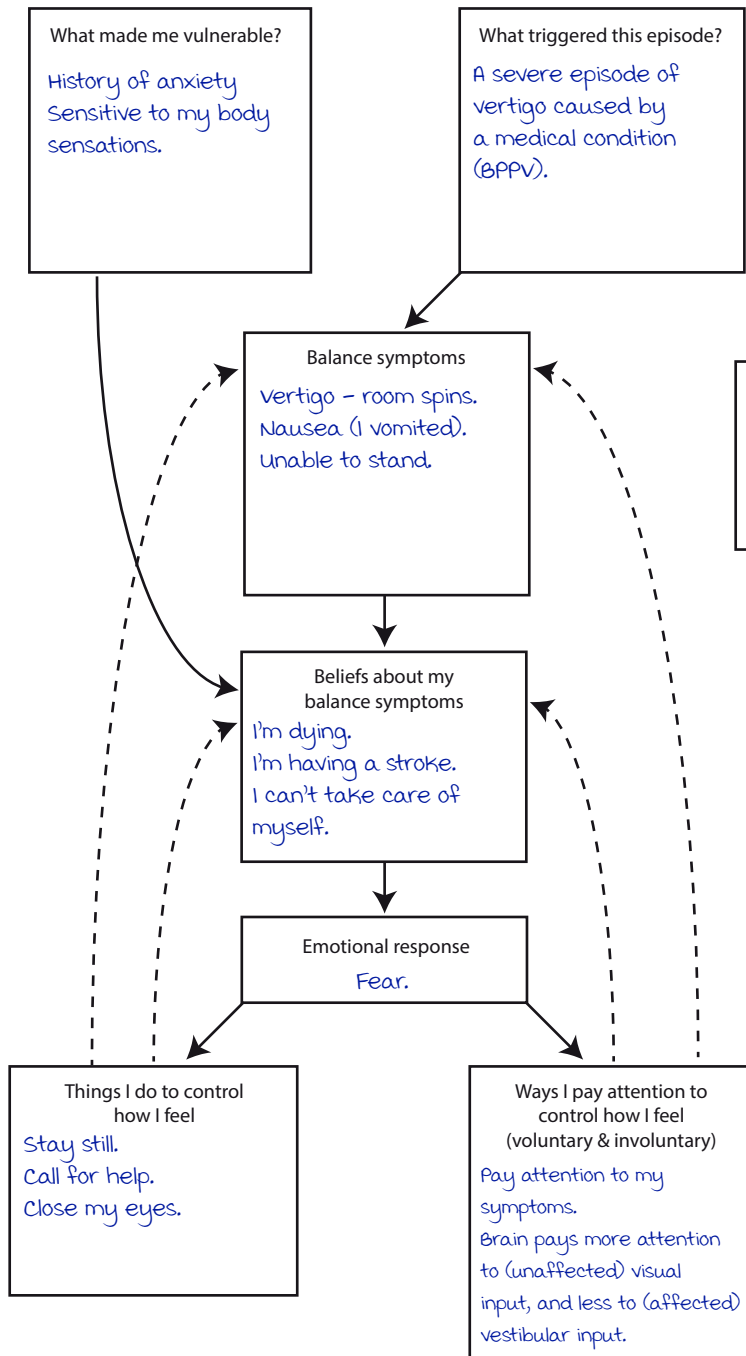 What made me vulnerable?
History of anxiety
Sensitive to my body
sensations.
What triggered this episode?
A severe episode of
vertigo caused by
a medical condition
(BPPV).
Balance symptoms
Vertigo – room spins.
Nausea (I vomited).
Unable to stand.
Beliefs about my
balance symptoms
I'm dying.
I'm having a stroke.
I can't take care of
myself.
Emotional response
Fear.
Things I do to control
how I feel
Stay still.
Call for help.
Close my eyes.
Ways I pay attention to
control how I feel
(voluntary & involuntary)
Pay attention to my
symptoms.
Brain pays more attention
to (unaffected) visual
input, and less to (affected)
vestibular input.